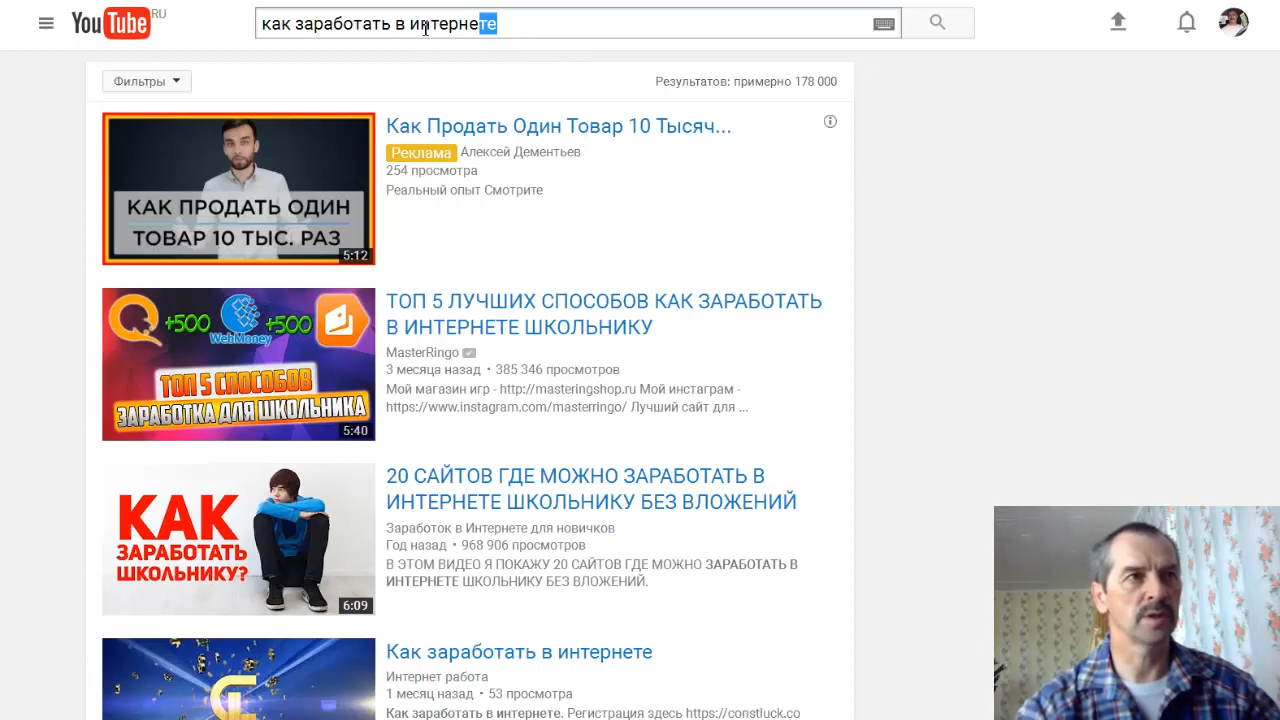 YouTube RU
как заработать в интернете
Фильтры
Результатов: примерно 178 000
КАК ПРОДАТЬ ОДИН
ТОВАР 10 ТЫС. РАЗ
5:12
Как Продать Один Товар 10 Тысяч...
Реклама Алексей Дементьев
254 просмотра
Реальный опыт Смотрите
+500 WebMoney +500
ТОП 5 СПОСОБОВ
ЗАРАБОТКА ДЛЯ ШКОЛЬНИКА
5:40
ТОП 5 ЛУЧШИХ СПОСОБОВ КАК ЗАРАБОТАТЬ
В ИНТЕРНЕТЕ ШКОЛЬНИКУ
MasterRingo
3 месяца назад • 385 346 просмотров
Мой магазин игр - http://masteringshop.ru Мой инстаграм -
https://www.instagram.com/masterringo/ Лучший сайт для ...
КАК
ЗАРАБОТАТЬ
ШКОЛЬНИКУ?
6:09
20 САЙТОВ ГДЕ МОЖНО ЗАРАБОТАТЬ В
ИНТЕРНЕТЕ ШКОЛЬНИКУ БЕЗ ВЛОЖЕНИЙ
Заработок в Интернете для новичков
Год назад • 968 906 просмотров
В ЭТОМ ВИДЕО Я ПОКАЖУ 20 САЙТОВ ГДЕ МОЖНО ЗАРАБОТАТЬ В
ИНТЕРНЕТЕ ШКОЛЬНИКУ БЕЗ ВЛОЖЕНИЙ.
Как заработать в интернете
Интернет работа
1 месяц назад • 53 просмотра
Как заработать в интернете. Регистрация здесь https://constluck.co